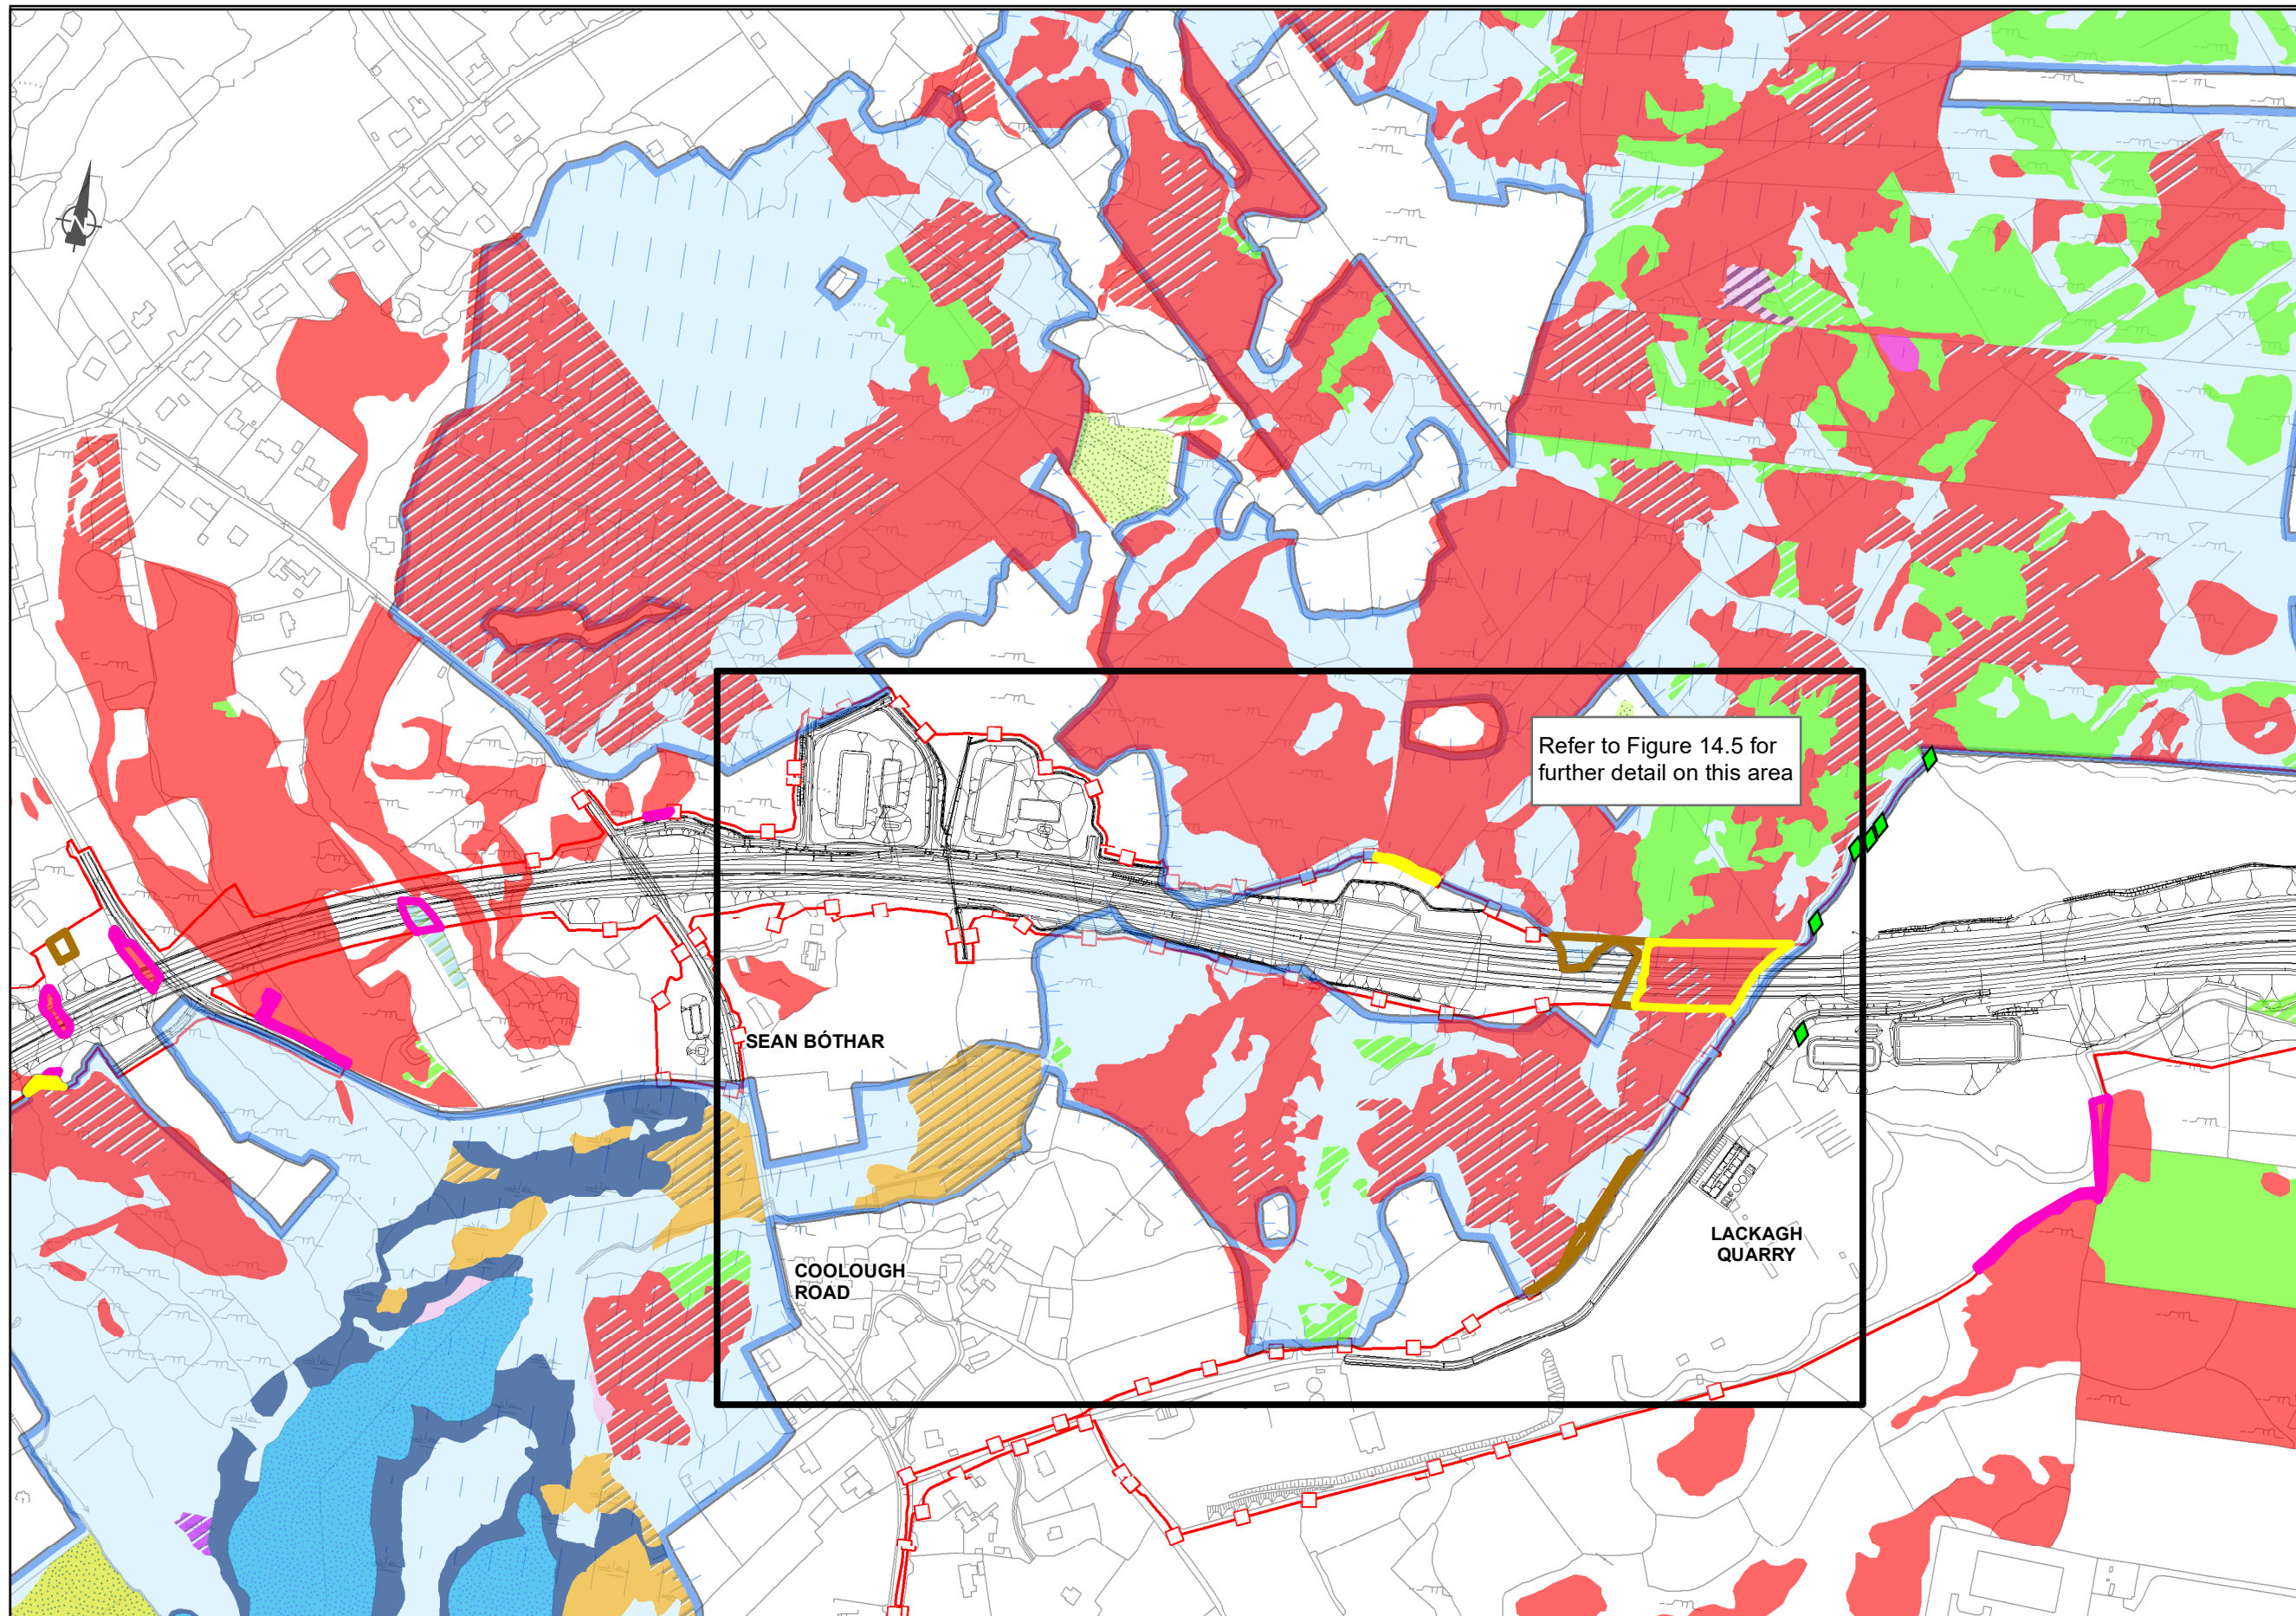 N
Refer to Figure 14.5 for
further detail on this area
SEAN BÓTHAR
COOLOUGH
ROAD
LACKAGH
QUARRY